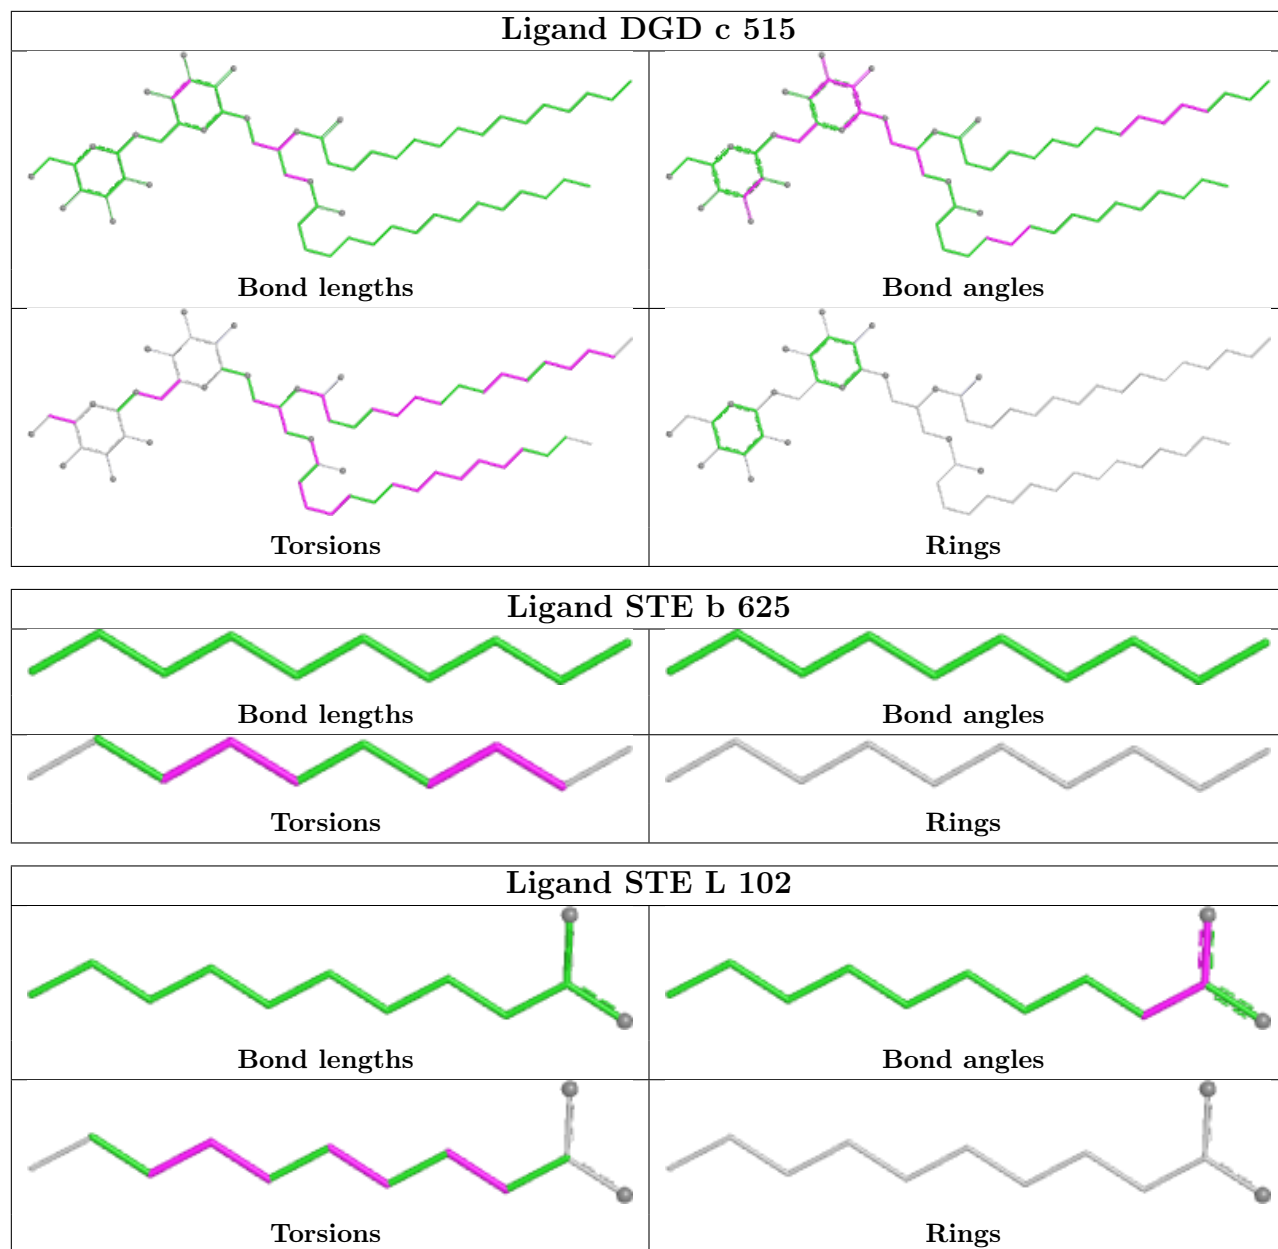 Ligand DGD c 515
Bond lengths
Bond angles
Torsions
Rings
Ligand STE b 625
Bond lengths
Bond angles
Torsions
Rings
Ligand STE L 102
Bond lengths
Bond angles
Torsions
Rings